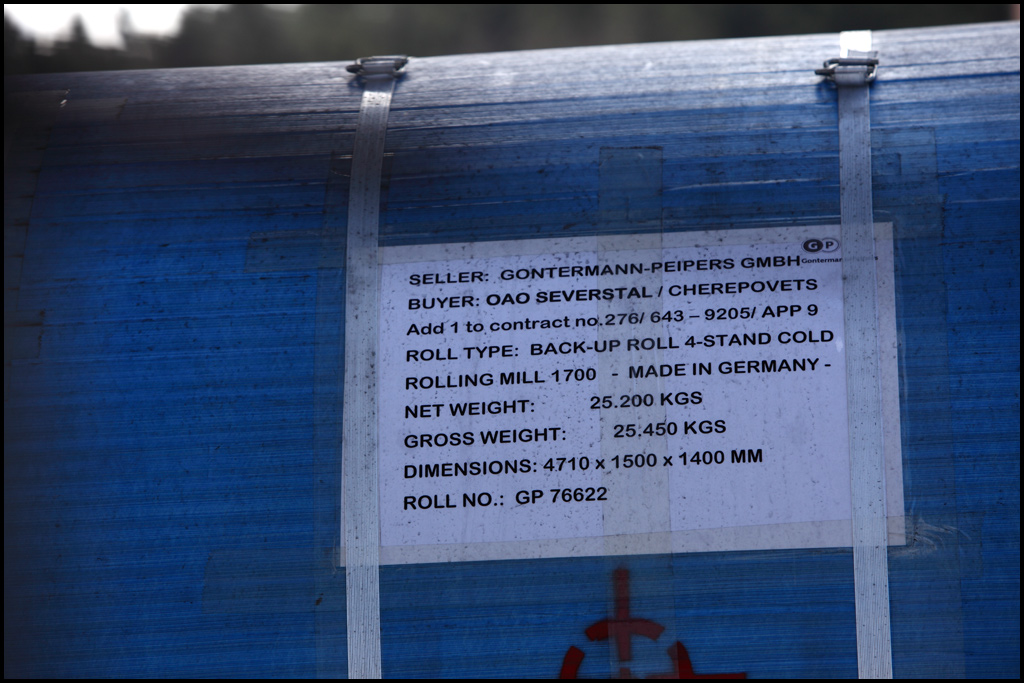 GP
SELLER: GONTERMANN-PEIPERS GMBH
BUYER: OAO SEVERSTAL / CHEREPOVETS
Add 1 to contract no.276/ 643 – 9205/ APP 9
ROLL TYPE: BACK-UP ROLL 4-STAND COLD
ROLLING MILL 1700 - MADE IN GERMANY -
NET WEIGHT: 25.200 KGS
GROSS WEIGHT: 25.450 KGS
DIMENSIONS: 4710 x 1500 x 1400 MM
ROLL NO.: GP 76622